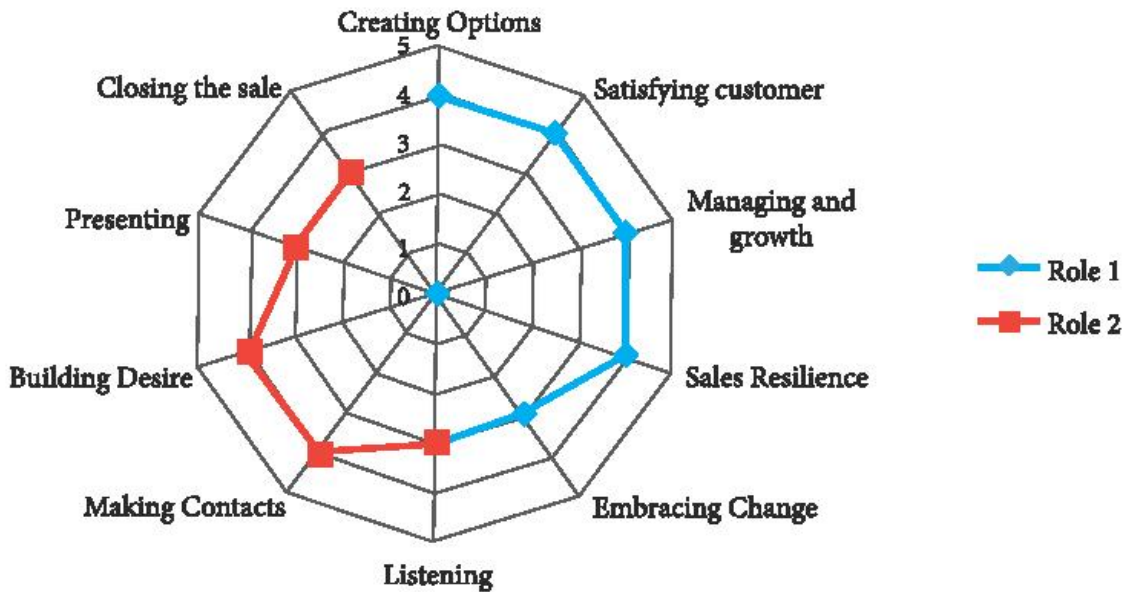 Creating Options
5
Closing the sale
Satisfying customer
4
3
Presenting
Managing and
growth
2
1
0
Role 1
Role 2
Building Desire
Sales Resilience
Making Contacts
Embracing Change
Listening